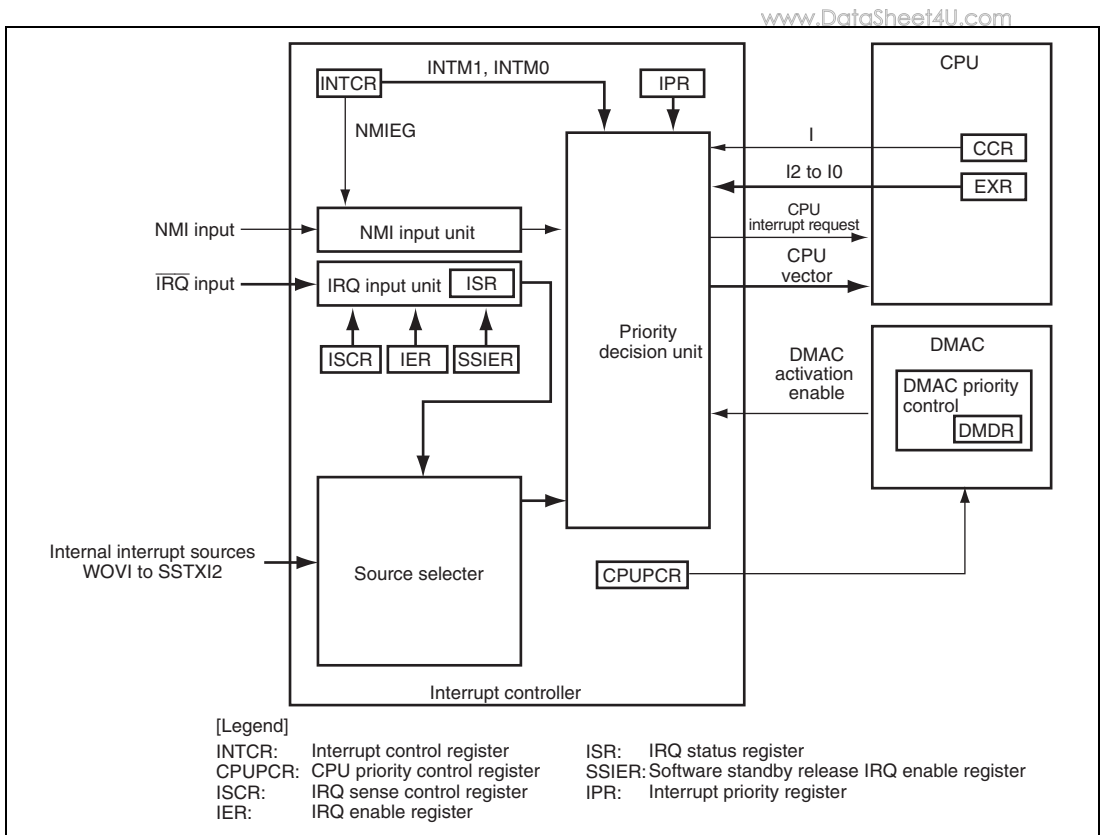 www.DataSheet4U.com
CPU
INTCR
INTM1, INTM0
IPR
NMIEG
I
CCR
I2 to I0
EXR
NMI input
NMI input unit
CPU
interrupt request
CPU
vector
IRQ input
IRQ input unit
ISR
ISCR
IER
SSIER
Priority
decision unit
DMAC
DMAC
activation
enable
DMAC priority
control
DMDR
Internal interrupt sources
WOVI to SSTXI2
Source selecter
CPUPCR
Interrupt controller
[Legend]
INTCR: Interrupt control register
CPUPCR: CPU priority control register
ISCR: IRQ sense control register
IER: IRQ enable register
ISR: IRQ status register
SSIER: Software standby release IRQ enable register
IPR: Interrupt priority register